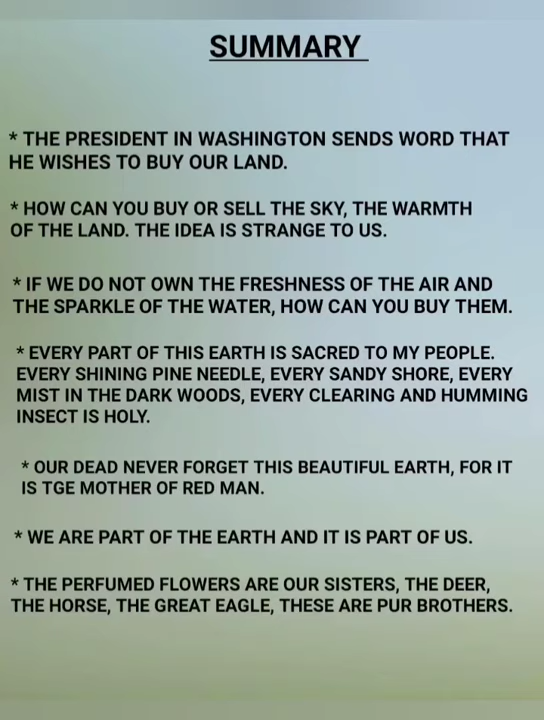 SUMMARY
* THE PRESIDENT IN WASHINGTON SENDS WORD THAT
HE WISHES TO BUY OUR LAND.
* HOW CAN YOU BUY OR SELL THE SKY, THE WARMTH
OF THE LAND. THE IDEA IS STRANGE TO US.
* IF WE DO NOT OWN THE FRESHNESS OF THE AIR AND
THE SPARKLE OF THE WATER, HOW CAN YOU BUY THEM.
* EVERY PART OF THIS EARTH IS SACRED TO MY PEOPLE.
EVERY SHINING PINE NEEDLE, EVERY SANDY SHORE, EVERY
MIST IN THE DARK WOODS, EVERY CLEARING AND HUMMING
INSECT IS HOLY.
* OUR DEAD NEVER FORGET THIS BEAUTIFUL EARTH, FOR IT
IS TGE MOTHER OF RED MAN.
* WE ARE PART OF THE EARTH AND IT IS PART OF US.
* THE PERFUMED FLOWERS ARE OUR SISTERS, THE DEER,
THE HORSE, THE GREAT EAGLE, THESE ARE PUR BROTHERS.